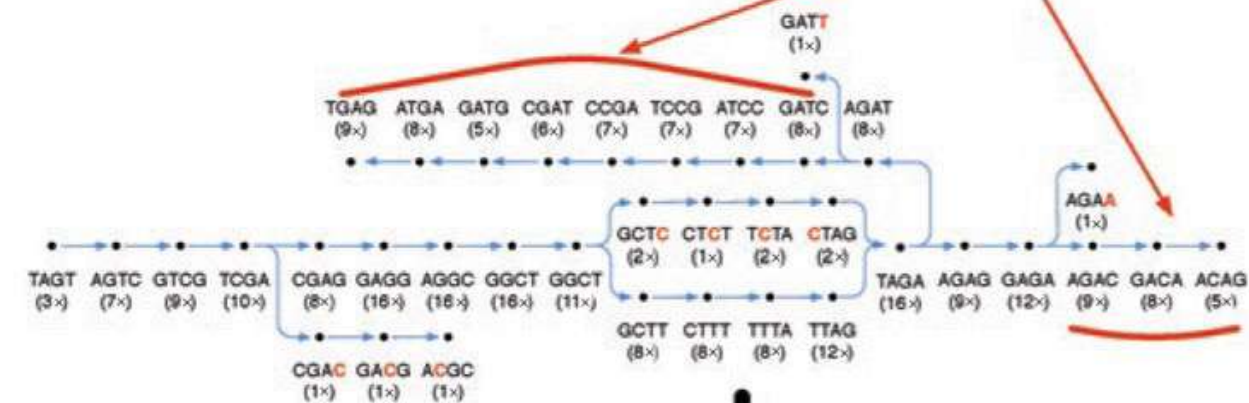 GATT
(1×)
TGAG ATGA GATG CGAT CCGA TCCG ATCC GATC AGAT
(9×) (8×) (5×) (6×) (7×) (7×) (7×) (8×) (8×)
AGAA
(1×)
GCTC CTCT TCTA CTAG
(2×) (1×) (2×) (2×)
TAGT AGTC GTCG TCGA CGAG GAGG AGGC GGCT GGCT TAGA AGAG GAGA AGAC GACA ACAG
(3×) (7×) (9×) (10×) (8×) (16×) (16×) (16×) (11×) (16×) (9×) (12×) (9×) (8×) (5×)
GCTT CTTT TTTA TTAG
(8×) (8×) (8×) (12×)
CGAC GACG ACGC
(1×) (1×) (1×)